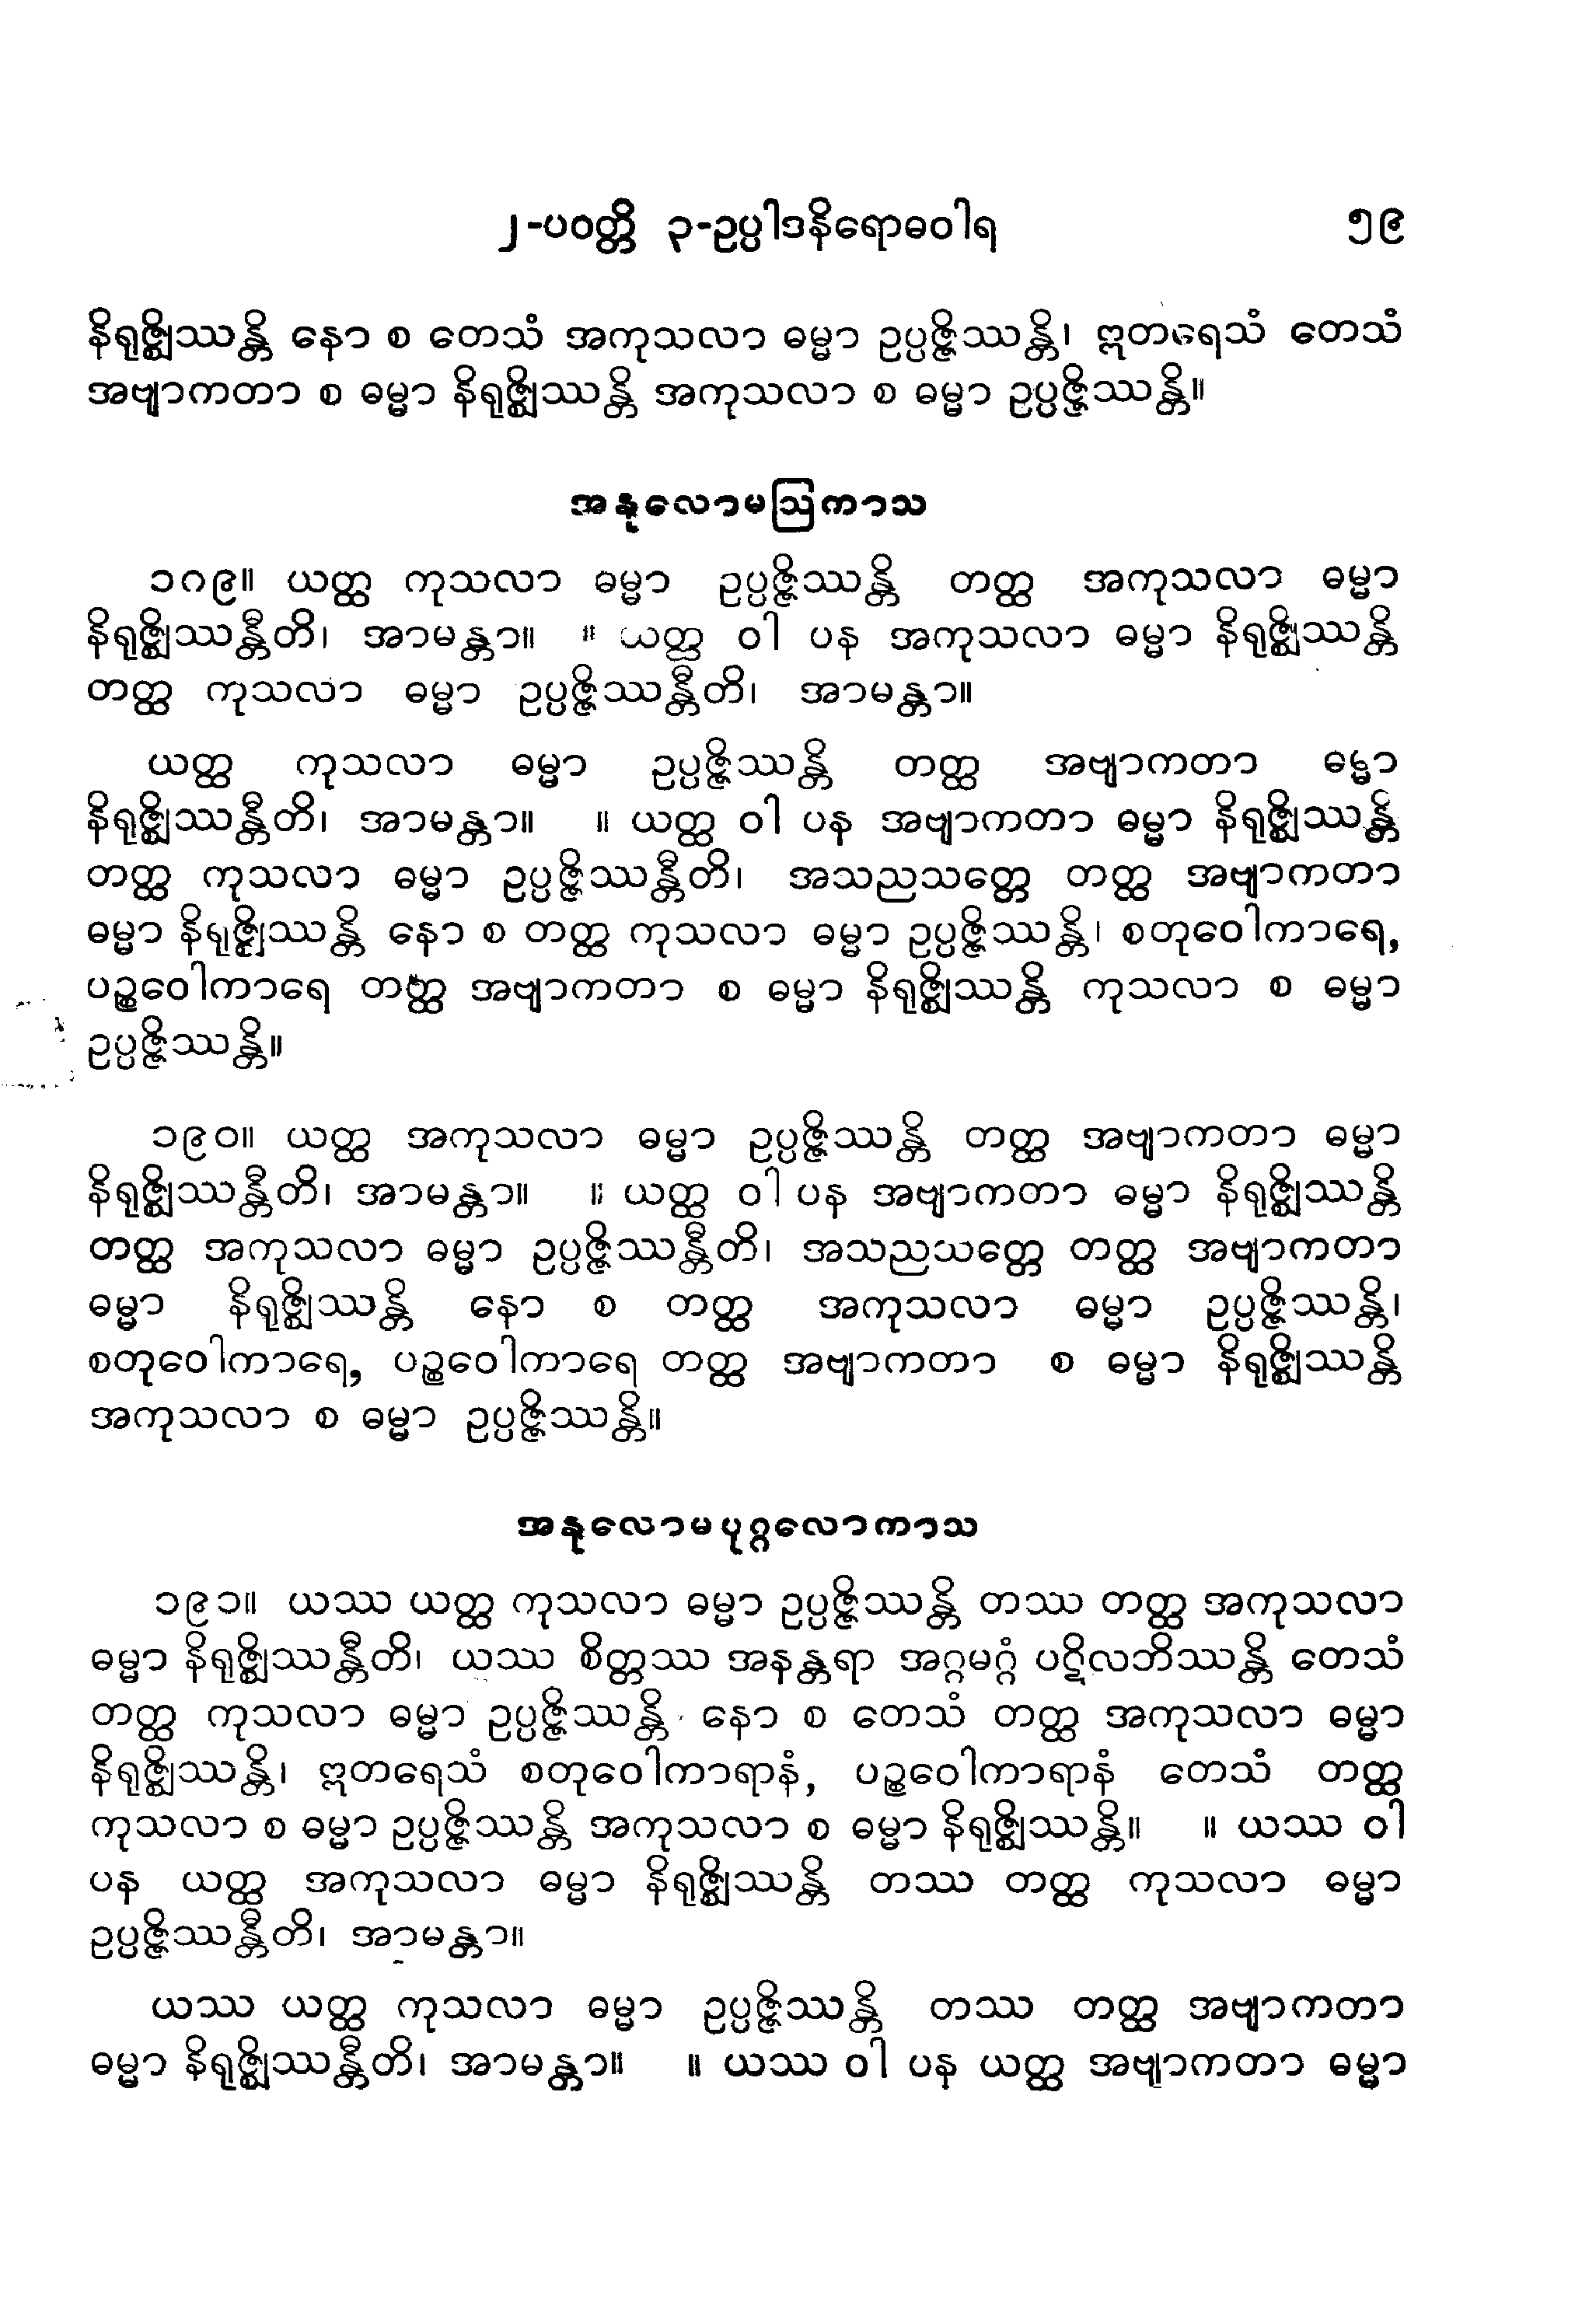 ၂-ပဝတ္တိ ၃-ဥပ္ပါဒနိရောဓဝါရ ၅၉
နိရုဇ္ဈိဿန္တိ နော စ တေသံ အကုသလာ ဓမ္မာ ဥပ္ပဇ္ဇိဿန္တိ၊ ဣတရေသံ တေသံ
အဗျာကတာ စ ဓမ္မာ နိရုဇ္ဈိဿန္တိ အကုသလာ စ ဓမ္မာ ဥပ္ပဇ္ဇိဿန္တိ။
အနုလောမဩကာသ
၁၈၉။ ယတ္ထ ကုသလာ ဓမ္မာ ဥပ္ပဇ္ဇိဿန္တိ တတ္ထ အကုသလာ ဓမ္မာ
နိရုဇ္ဈိဿန္တီတိ၊ အာမန္တာ။ ။ ယတ္ထ ဝါ ပန အကုသလာ ဓမ္မာ နိရုဇ္ဈိဿန္တိ
တတ္ထ ကုသလာ ဓမ္မာ ဥပ္ပဇ္ဇိဿန္တီတိ၊ အာမန္တာ။
ယတ္ထ ကုသလာ ဓမ္မာ ဥပ္ပဇ္ဇိဿန္တိ တတ္ထ အဗျာကတာ ဓမ္မာ
နိရုဇ္ဈိဿန္တီတိ၊ အာမန္တာ။ ။ ယတ္ထ ဝါ ပန အဗျာကတာ ဓမ္မာ နိရုဇ္ဈိဿန္တိ
တတ္ထ ကုသလာ ဓမ္မာ ဥပ္ပဇ္ဇိဿန္တီတိ၊ အသညသတ္တေ တတ္ထ အဗျာကတာ
ဓမ္မာ နိရုဇ္ဈိဿန္တိ နော စ တတ္ထ ကုသလာ ဓမ္မာ ဥပ္ပဇ္ဇိဿန္တိ၊ စတုဝေါကာရေ,
ပဉ္စဝေါကာရေ တတ္ထ အဗျာကတာ စ ဓမ္မာ နိရုဇ္ဈိဿန္တိ ကုသလာ စ ဓမ္မာ
ဥပ္ပဇ္ဇိဿန္တိ။
၁၉၀။ ယတ္ထ အကုသလာ ဓမ္မာ ဥပ္ပဇ္ဇိဿန္တိ တတ္ထ အဗျာကတာ ဓမ္မာ
နိရုဇ္ဈိဿန္တီတိ၊ အာမန္တာ။ ။ ယတ္ထ ဝါ ပန အဗျာကတာ ဓမ္မာ နိရုဇ္ဈိဿန္တိ
တတ္ထ အကုသလာ ဓမ္မာ ဥပ္ပဇ္ဇိဿန္တီတိ၊ အသညသတ္တေ တတ္ထ အဗျာကတာ
ဓမ္မာ နိရုဇ္ဈိဿန္တိ နော စ တတ္ထ အကုသလာ ဓမ္မာ ဥပ္ပဇ္ဇိဿန္တိ၊
စတုဝေါကာရေ, ပဉ္စဝေါကာရေ တတ္ထ အဗျာကတာ စ ဓမ္မာ နိရုဇ္ဈိဿန္တိ
အကုသလာ စ ဓမ္မာ ဥပ္ပဇ္ဇိဿန္တိ။
အနုလောမပုဂ္ဂလောကာသ
၁၉၁။ ယဿ ယတ္ထ ကုသလာ ဓမ္မာ ဥပ္ပဇ္ဇိဿန္တိ တဿ တတ္ထ အကုသလာ
ဓမ္မာ နိရုဇ္ဈိဿန္တီတိ၊ ယဿ စိတ္တဿ အနန္တရာ အဂ္ဂမဂ္ဂံ ပဋိလဘိဿန္တိ တေသံ
တတ္ထ ကုသလာ ဓမ္မာ ဥပ္ပဇ္ဇိဿန္တိ နော စ တေသံ တတ္ထ အကုသလာ ဓမ္မာ
နိရုဇ္ဈိဿန္တိ၊ ဣတရေသံ စတုဝေါကာရာနံ, ပဉ္စဝေါကာရာနံ တေသံ တတ္ထ
ကုသလာ စ ဓမ္မာ ဥပ္ပဇ္ဇိဿန္တိ အကုသလာ စ ဓမ္မာ နိရုဇ္ဈိဿန္တိ။ ။ ယဿ ဝါ
ပန ယတ္ထ အကုသလာ ဓမ္မာ နိရုဇ္ဈိဿန္တိ တဿ တတ္ထ ကုသလာ ဓမ္မာ
ဥပ္ပဇ္ဇိဿန္တီတိ၊ အာမန္တာ။
ယဿ ယတ္ထ ကုသလာ ဓမ္မာ ဥပ္ပဇ္ဇိဿန္တိ တဿ တတ္ထ အဗျာကတာ
ဓမ္မာ နိရုဇ္ဈိဿန္တီတိ၊ အာမန္တာ။ ။ ယဿ ဝါ ပန ယတ္ထ အဗျာကတာ ဓမ္မာ